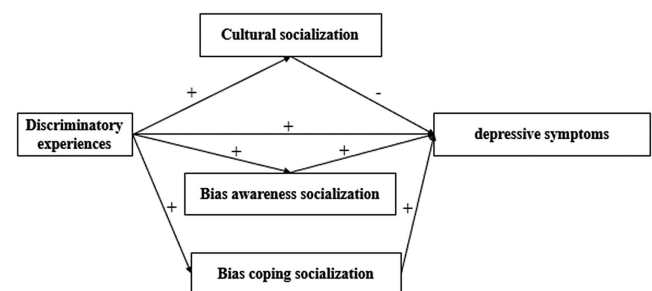 Cultural socialization
+
-
Discriminatory
experiences
+
depressive symptoms
+
+
Bias awareness socialization
+
+
Bias coping socialization